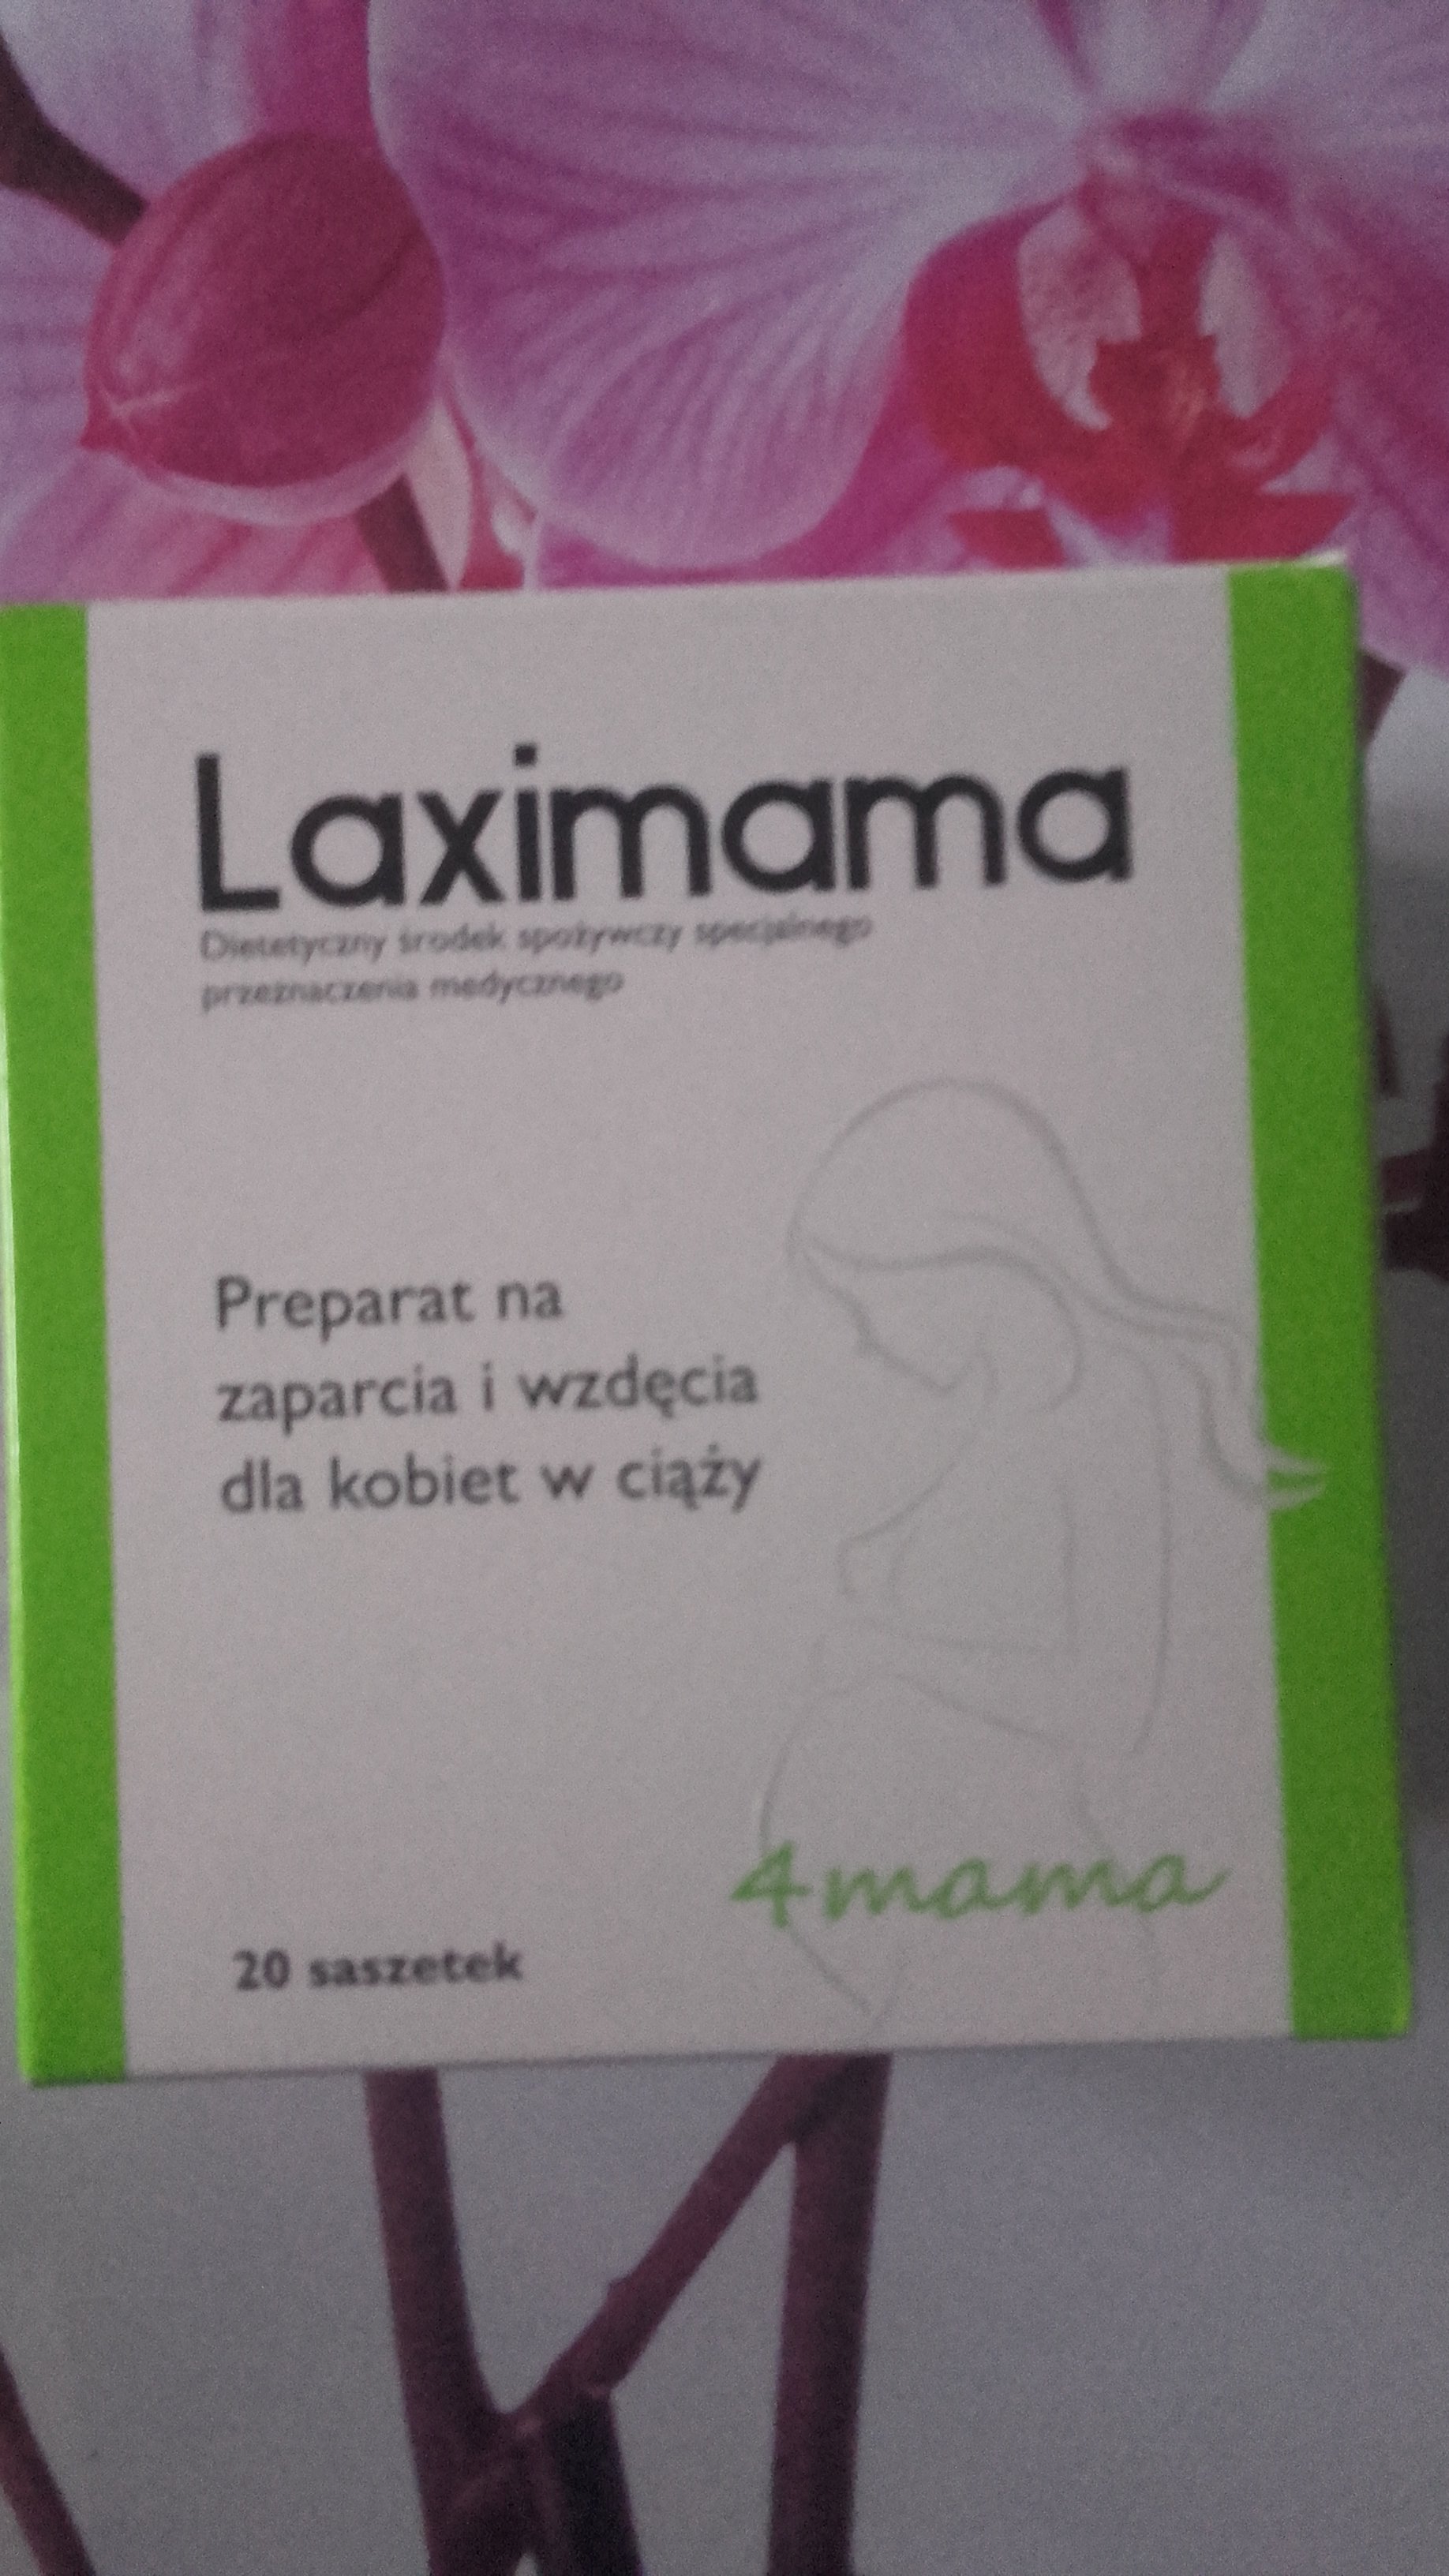 Laximama
Dietetyczny środek spożywczy specjalnego
przeznaczenia medycznego
Preparat na
zaparcia i wzdęcia
dla kobiet w ciąży
4mama
20 saszetek